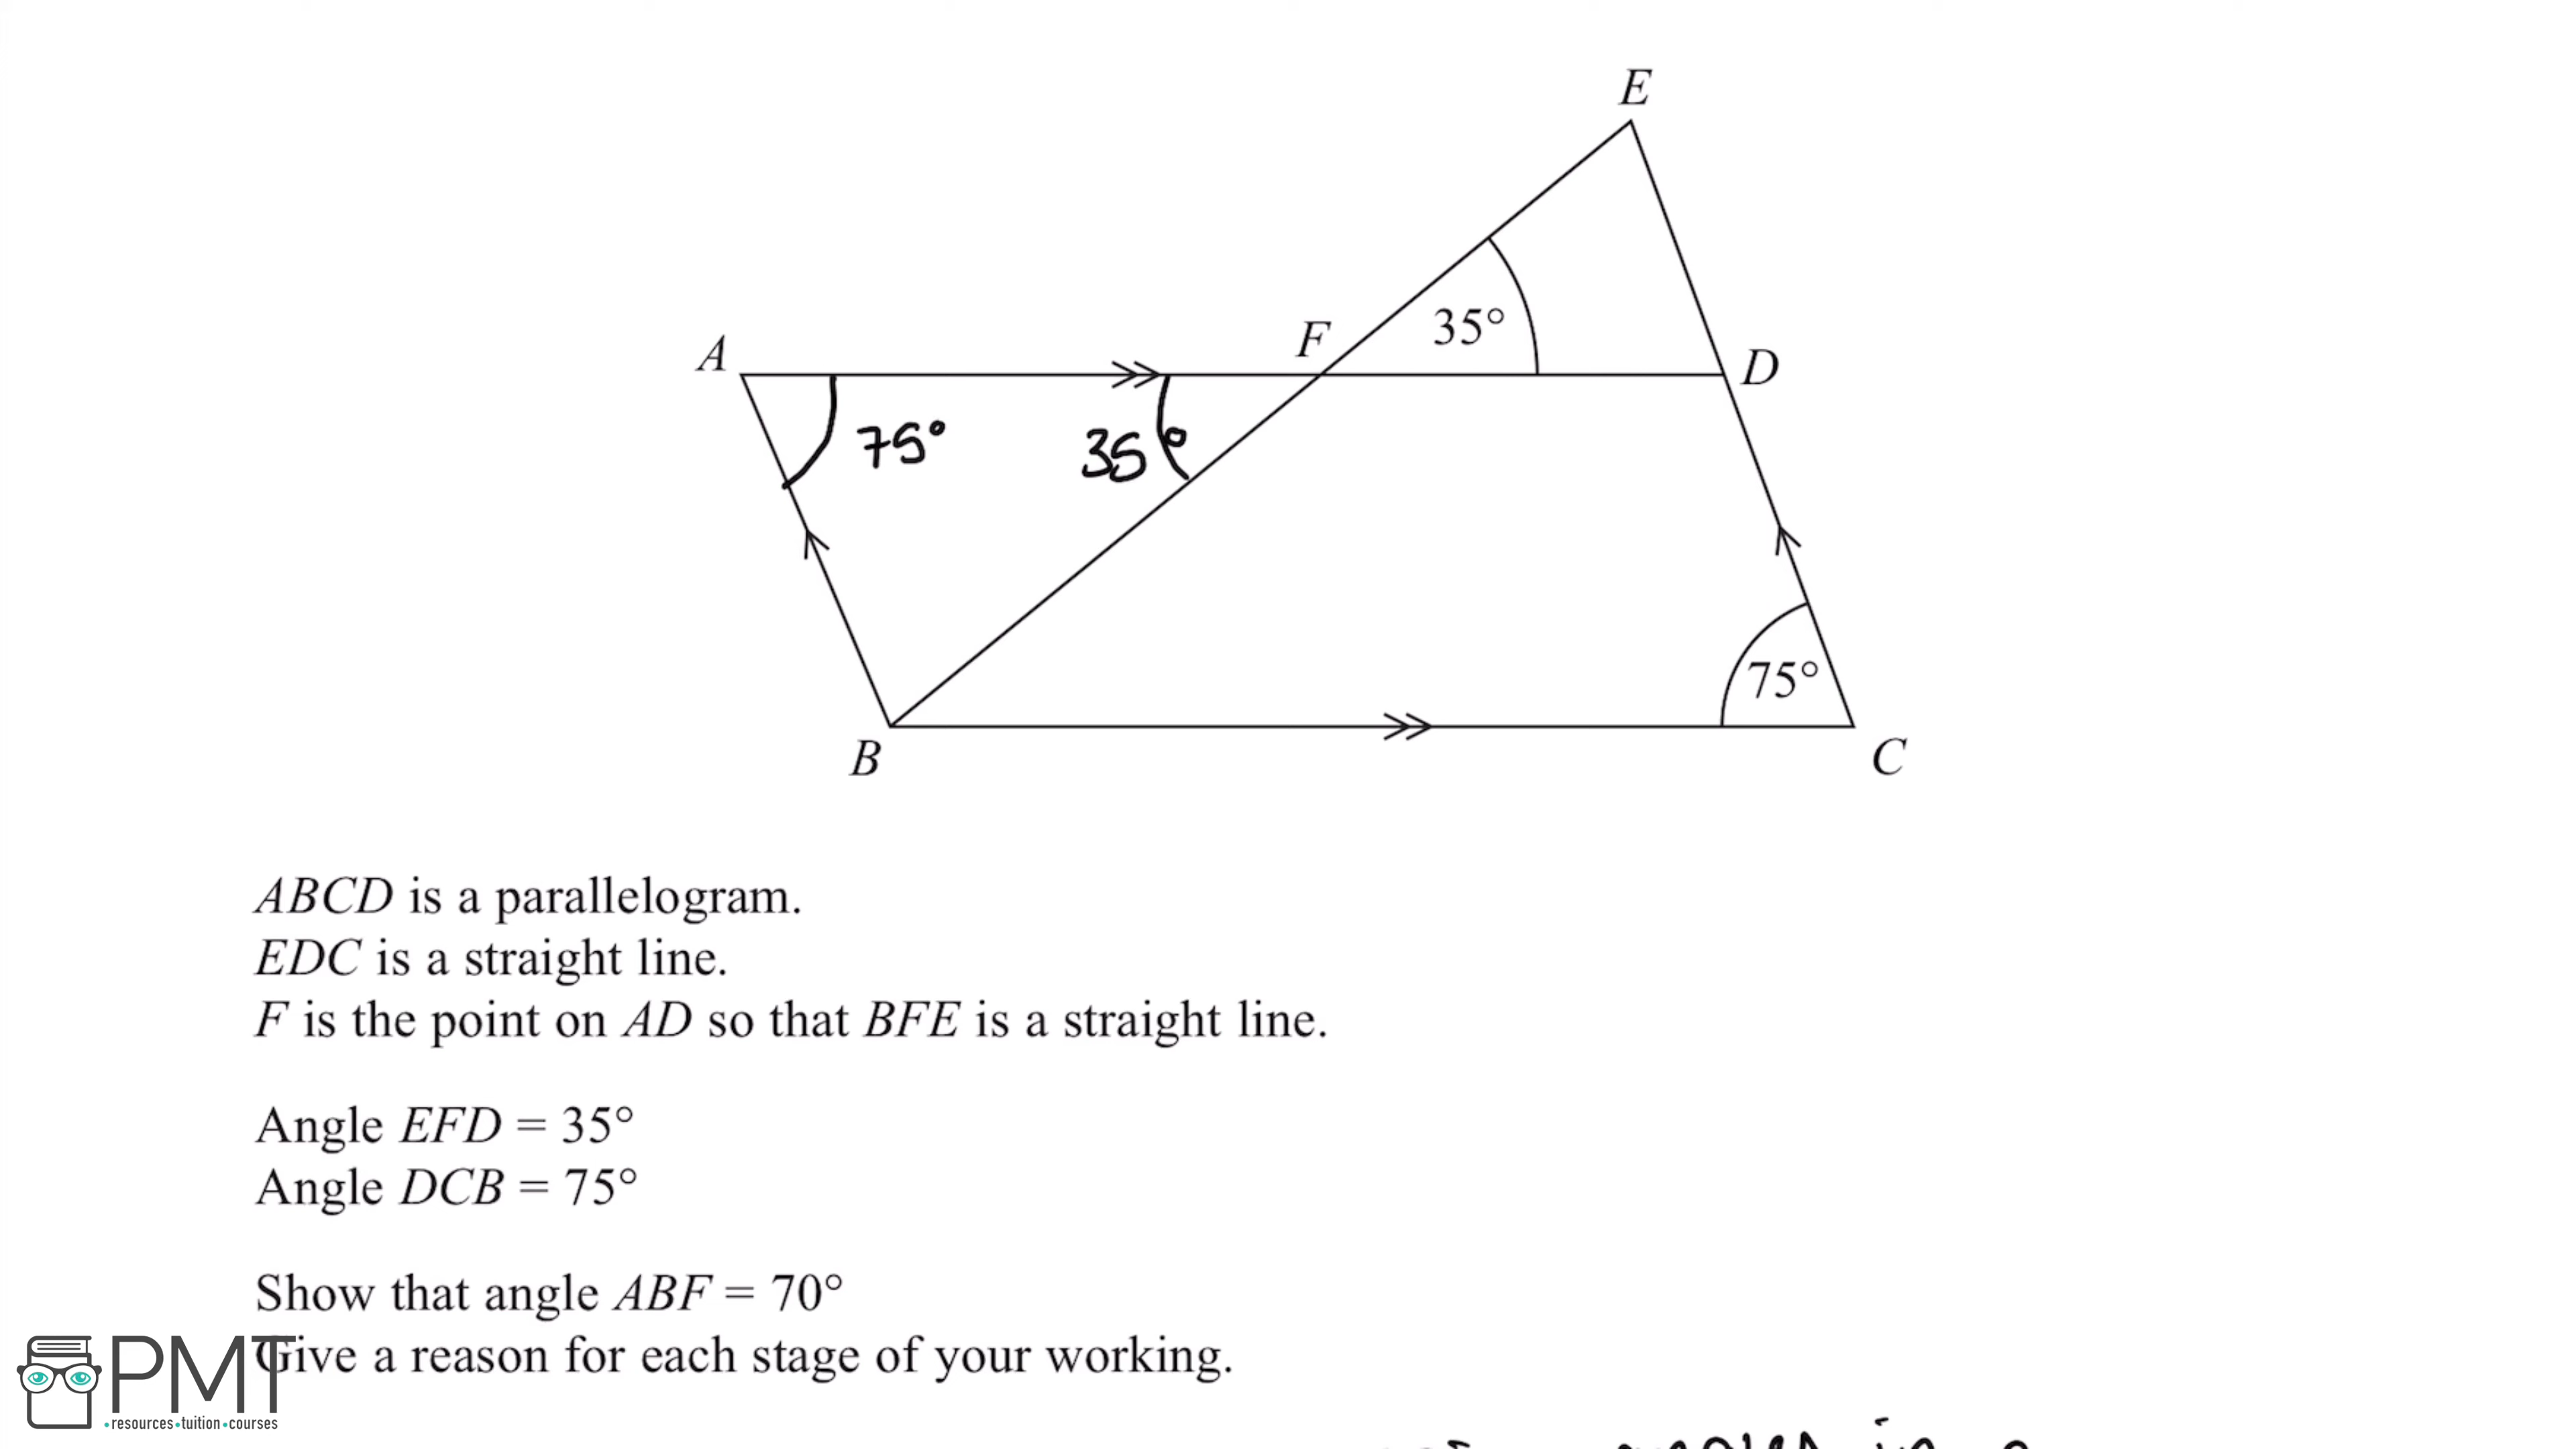 E
F
35°
A
D
75°
35°
75°
B
C
ABCD is a parallelogram.
EDC is a straight line.
F is the point on AD so that BFE is a straight line.
Angle EFD = 35°
Angle DCB = 75°
Show that angle ABF = 70°
Give a reason for each stage of your working.
PMT
•resources•tuition•courses